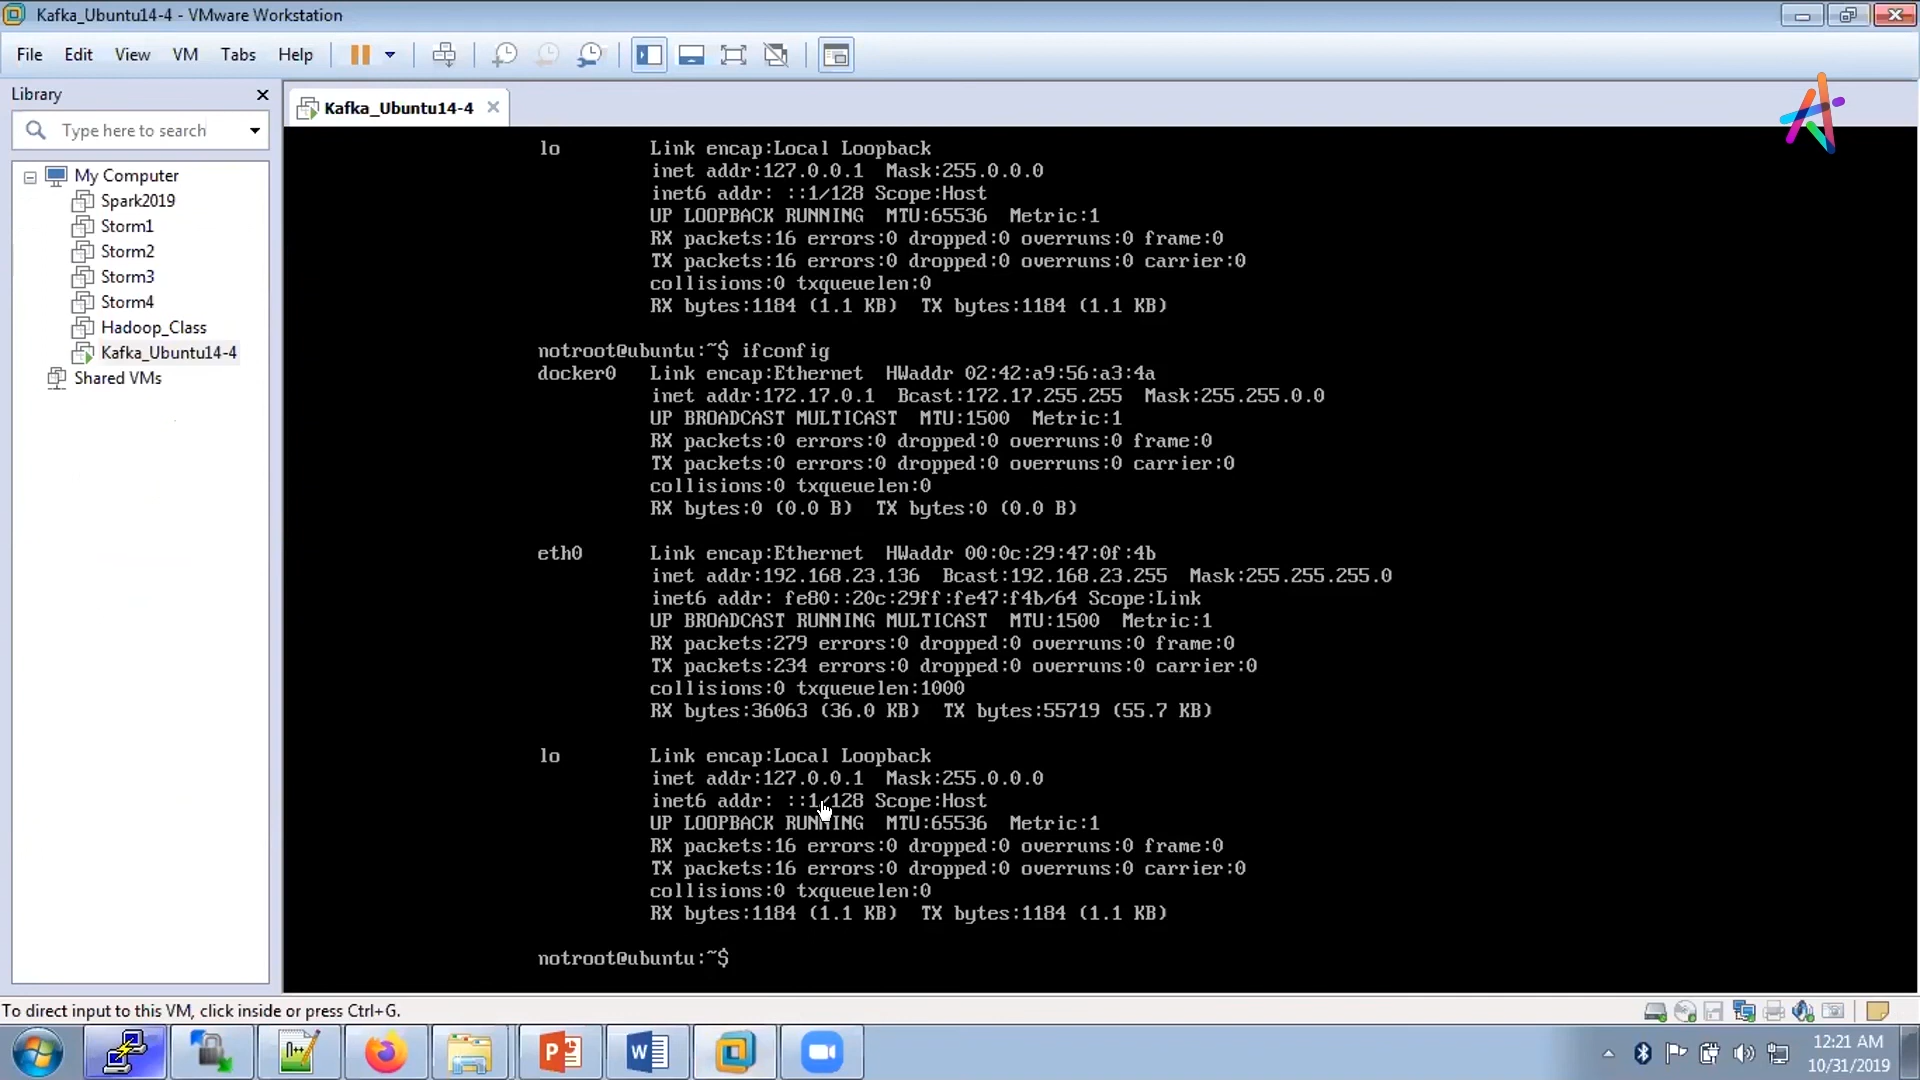 Kafka_Ubuntu14-4 - VMware Workstation
File Edit View VM Tabs Help
Library
Type here to search
Kafka_Ubuntu14-4
My Computer
Spark2019
Storm1
Storm2
Storm3
Storm4
Hadoop_Class
Kafka_Ubuntu14-4
Shared VMs
lo Link encap:Local Loopback
inet addr:127.0.0.1 Mask:255.0.0.0
inet6 addr: ::1/128 Scope:Host
UP LOOPBACK RUNNING MTU:65536 Metric:1
RX packets:16 errors:0 dropped:0 overruns:0 frame:0
TX packets:16 errors:0 dropped:0 overruns:0 carrier:0
collisions:0 txqueuelen:0
RX bytes:1184 (1.1 KB) TX bytes:1184 (1.1 KB)
notroot@ubuntu:~$ ifconfig
docker0 Link encap:Ethernet HWaddr 02:42:a9:56:a3:4a
inet addr:172.17.0.1 Bcast:172.17.255.255 Mask:255.255.0.0
UP BROADCAST MULTICAST MTU:1500 Metric:1
RX packets:0 errors:0 dropped:0 overruns:0 frame:0
TX packets:0 errors:0 dropped:0 overruns:0 carrier:0
collisions:0 txqueuelen:0
RX bytes:0 (0.0 B) TX bytes:0 (0.0 B)
eth0 Link encap:Ethernet HWaddr 00:0c:29:47:0f:4b
inet addr:192.168.23.136 Bcast:192.168.23.255 Mask:255.255.255.0
inet6 addr: fe80::20c:29ff:fe47:f4b/64 Scope:Link
UP BROADCAST RUNNING MULTICAST MTU:1500 Metric:1
RX packets:279 errors:0 dropped:0 overruns:0 frame:0
TX packets:234 errors:0 dropped:0 overruns:0 carrier:0
collisions:0 txqueuelen:1000
RX bytes:36063 (36.0 KB) TX bytes:55719 (55.7 KB)
lo Link encap:Local Loopback
inet addr:127.0.0.1 Mask:255.0.0.0
inet6 addr: ::1/128 Scope:Host
UP LOOPBACK RUNNING MTU:65536 Metric:1
RX packets:16 errors:0 dropped:0 overruns:0 frame:0
TX packets:16 errors:0 dropped:0 overruns:0 carrier:0
collisions:0 txqueuelen:0
RX bytes:1184 (1.1 KB) TX bytes:1184 (1.1 KB)
notroot@ubuntu:~$
To direct input to this VM, click inside or press Ctrl+G.
12:21 AM
10/31/2019